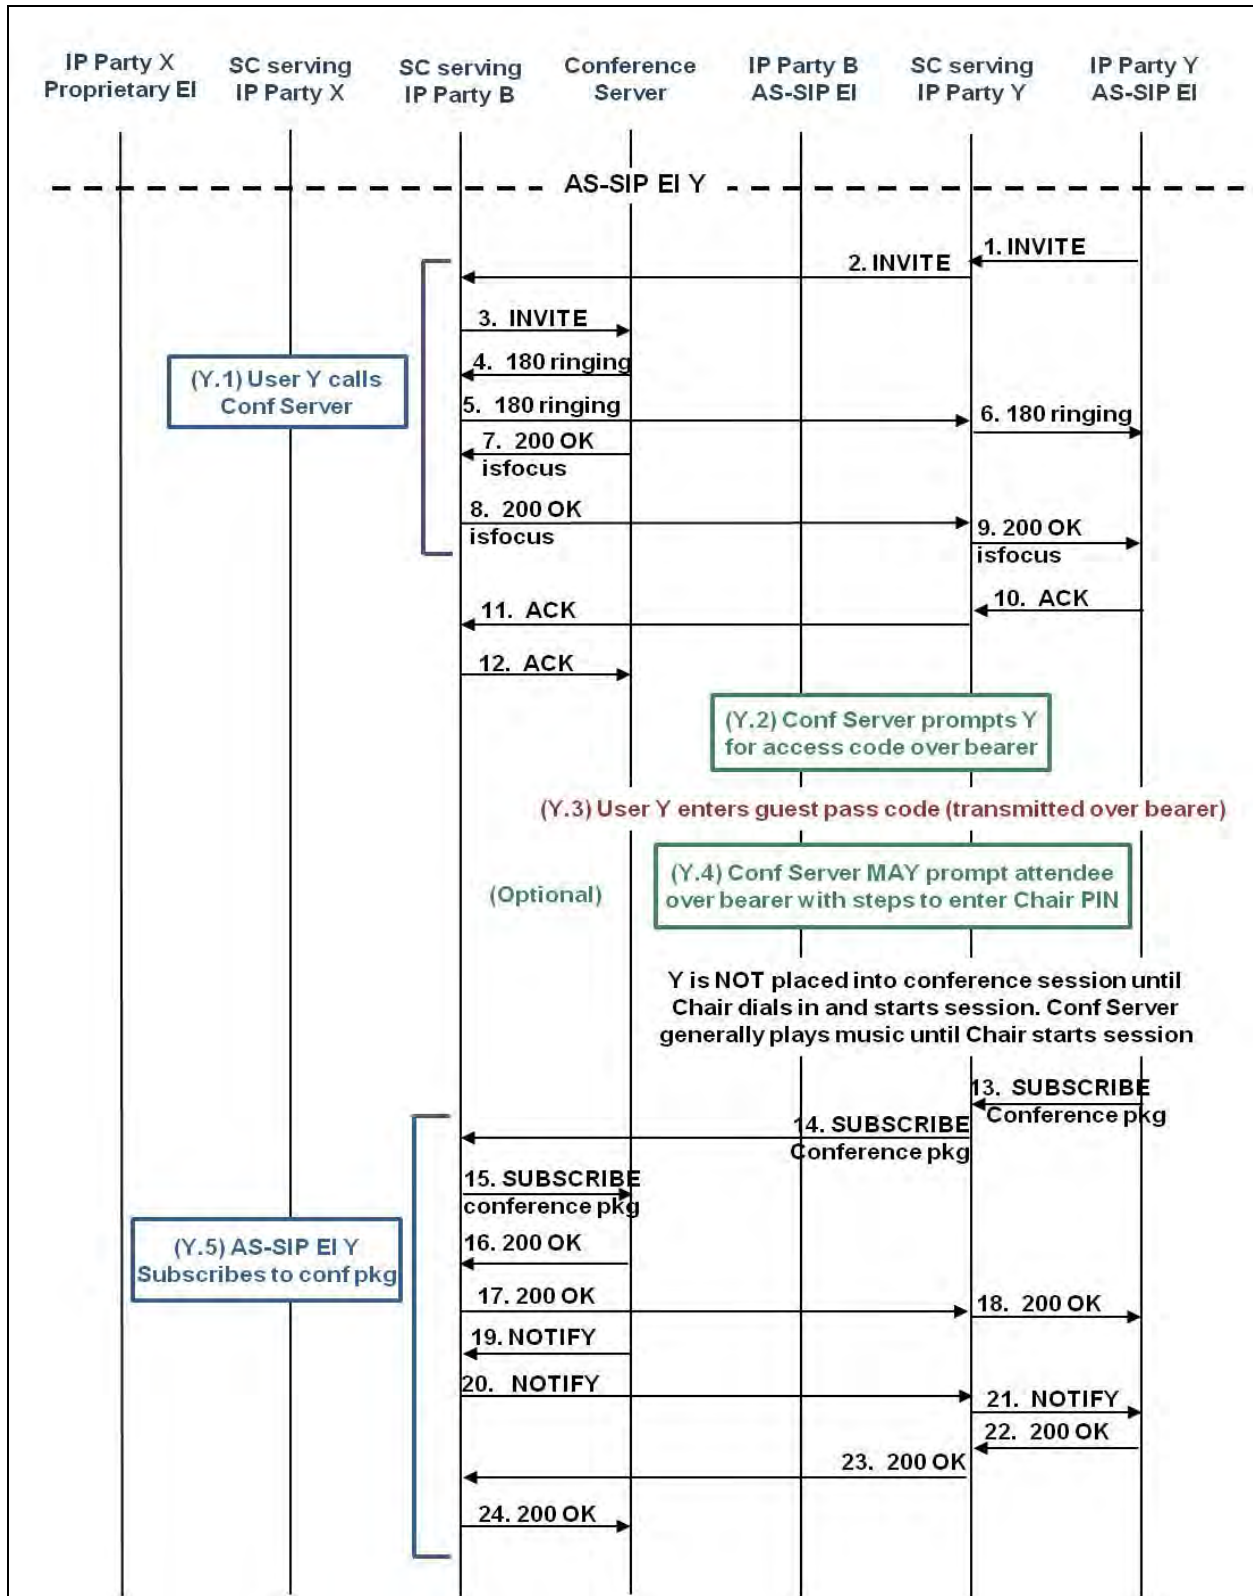 IP Party X
Proprietary EI
SC serving
IP Party X
SC serving
IP Party B
Conference
Server
IP Party B
AS-SIP EI
SC serving
IP Party Y
IP Party Y
AS-SIP EI
AS-SIP EI Y
1. INVITE
2. INVITE
3. INVITE
4. 180 ringing
(Y.1) User Y calls
Conf Server
5. 180 ringing
6. 180 ringing
7. 200 OK
isfocus
8. 200 OK
isfocus
9. 200 OK
isfocus
10. ACK
11. ACK
12. ACK
(Y.2) Conf Server prompts Y
for access code over bearer
(Y.3) User Y enters guest pass code (transmitted over bearer)
(Optional)
(Y.4) Conf Server MAY prompt attendee
over bearer with steps to enter Chair PIN
Y is NOT placed into conference session until
Chair dials in and starts session. Conf Server
generally plays music until Chair starts session
13. SUBSCRIBE
Conference pkg
14. SUBSCRIBE
Conference pkg
15. SUBSCRIBE
conference pkg
(Y.5) AS-SIP EI Y
Subscribes to conf pkg
16. 200 OK
17. 200 OK
18. 200 OK
19. NOTIFY
20. NOTIFY
21. NOTIFY
22. 200 OK
23. 200 OK
24. 200 OK